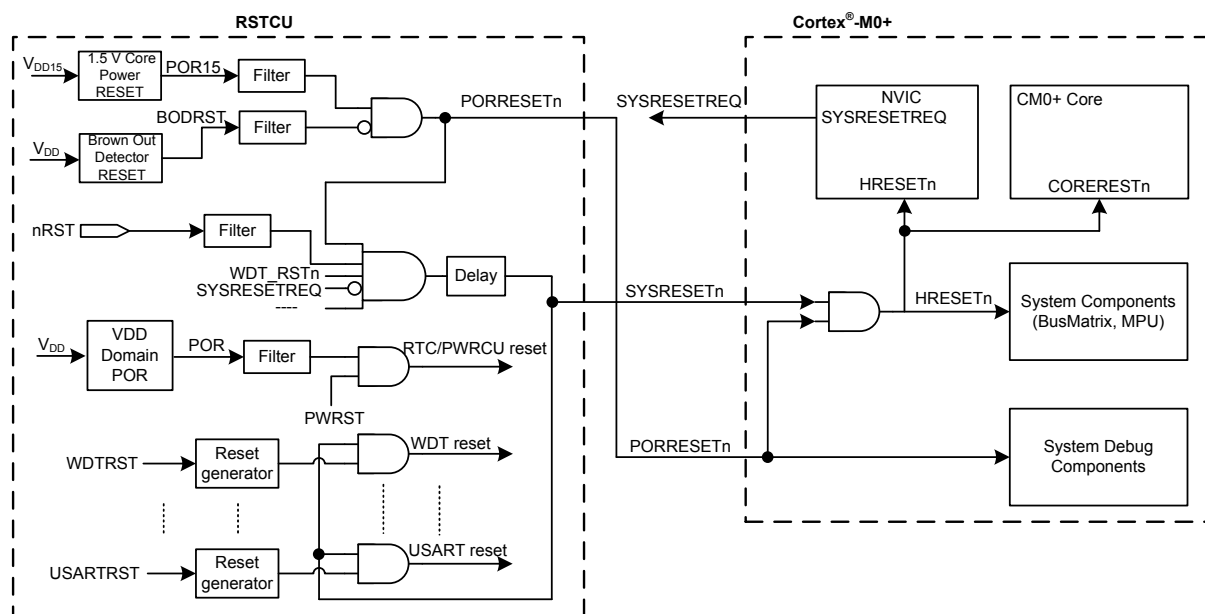 RSTCU
Cortex®-M0+
VDD15
1.5 V Core
Power
RESET
POR15
Filter
BODRST
Filter
VDD
Brown Out
Detector
RESET
PORRESETn
SYSRESETREQ
NVIC
SYSRESETREQ
HRESETn
CM0+ Core
CORERESTn
nRST
Filter
WDT_RSTn
SYSRESETREQ
----
Delay
SYSRESETn
HRESETn
System Components
(BusMatrix, MPU)
VDD
VDD
Domain
POR
POR
Filter
RTC/PWRCU reset
PWRST
PORRESETn
System Debug
Components
WDTRST
Reset
generator
WDT reset
USARTRST
Reset
generator
USART reset